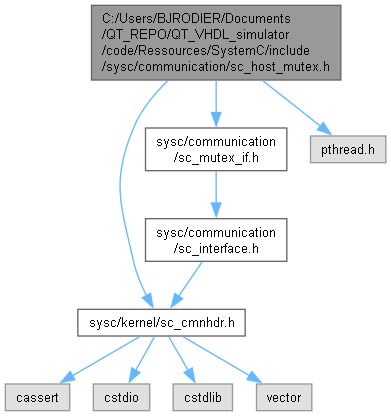 C:/Users/BJRODIER/Documents
/QT_REPO/QT_VHDL_simulator
/code/Ressources/SystemC/include
/sysc/communication/sc_host_mutex.h
sysc/communication
/sc_mutex_if.h
pthread.h
sysc/communication
/sc_interface.h
sysc/kernel/sc_cmnhdr.h
cassert
cstdio
cstdlib
vector